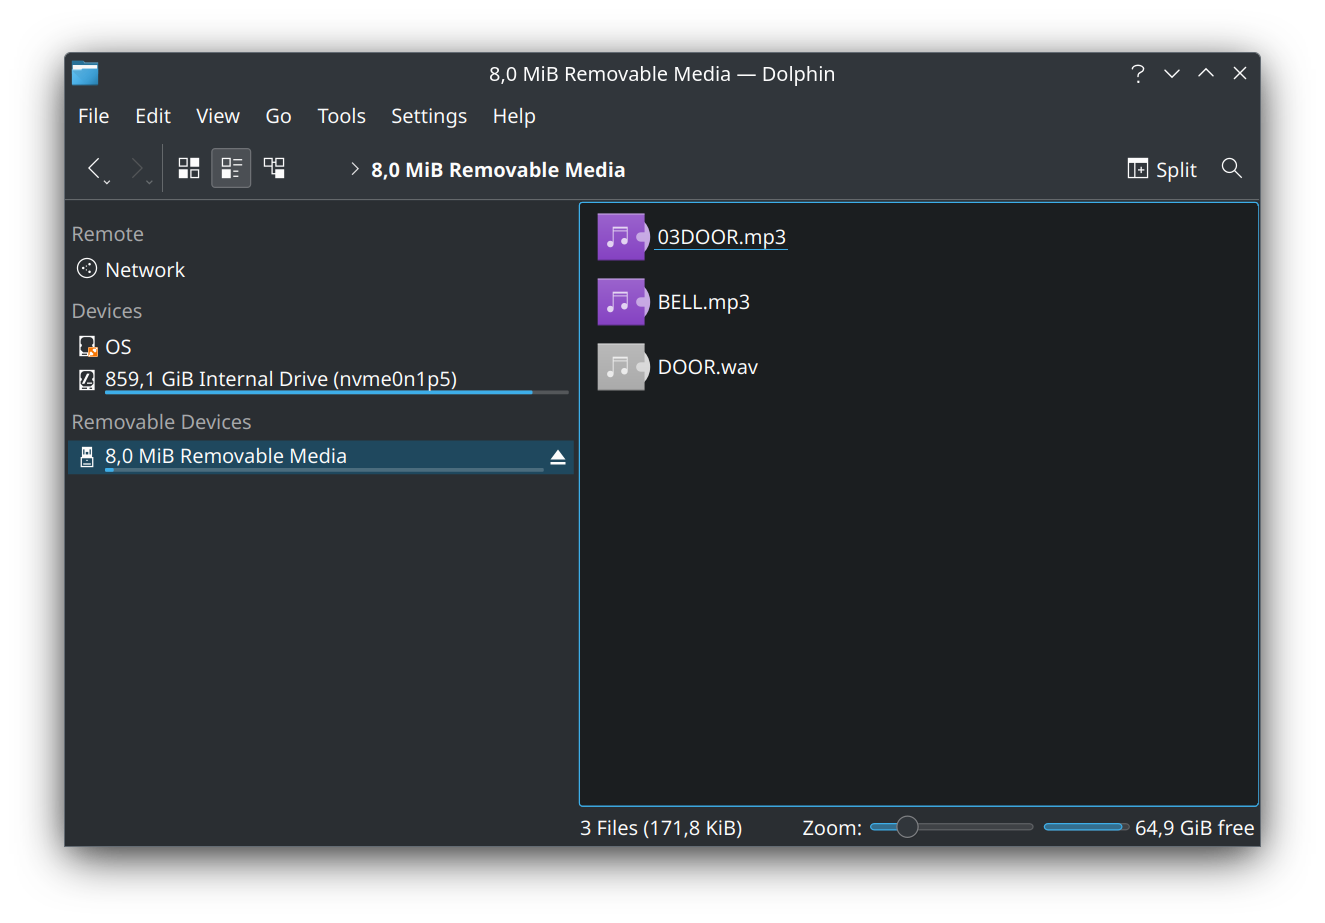 8,0 MiB Removable Media — Dolphin
File Edit View Go Tools Settings Help
8,0 MiB Removable Media
Split
Remote
Network
Devices
OS
859,1 GiB Internal Drive (nvme0n1p5)
Removable Devices
8,0 MiB Removable Media
03DOOR.mp3
BELL.mp3
DOOR.wav
3 Files (171,8 KiB)
Zoom:
64,9 GiB free